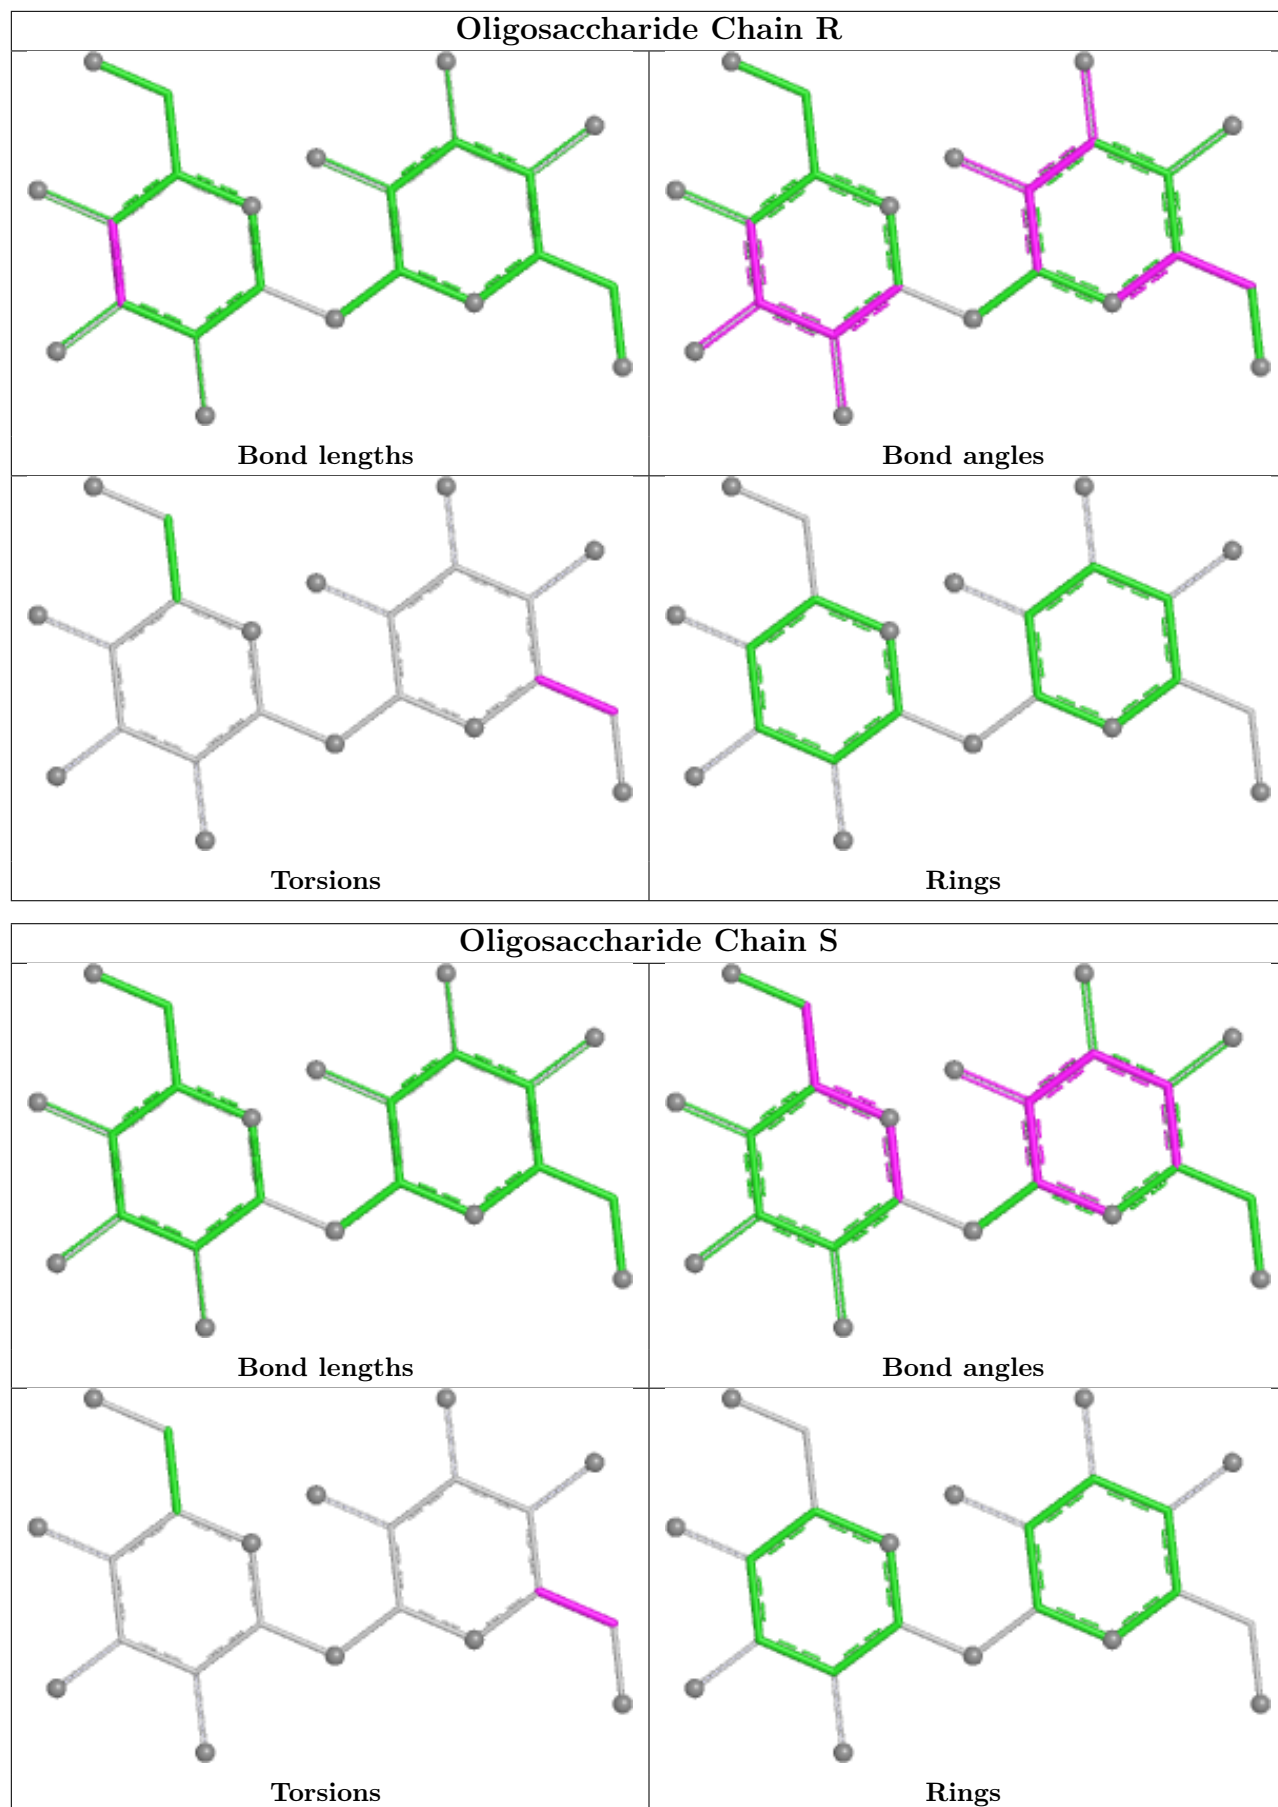 Oligosaccharide Chain R
Bond lengths
Bond angles
Torsions
Rings
Oligosaccharide Chain S
Bond lengths
Bond angles
Torsions
Rings